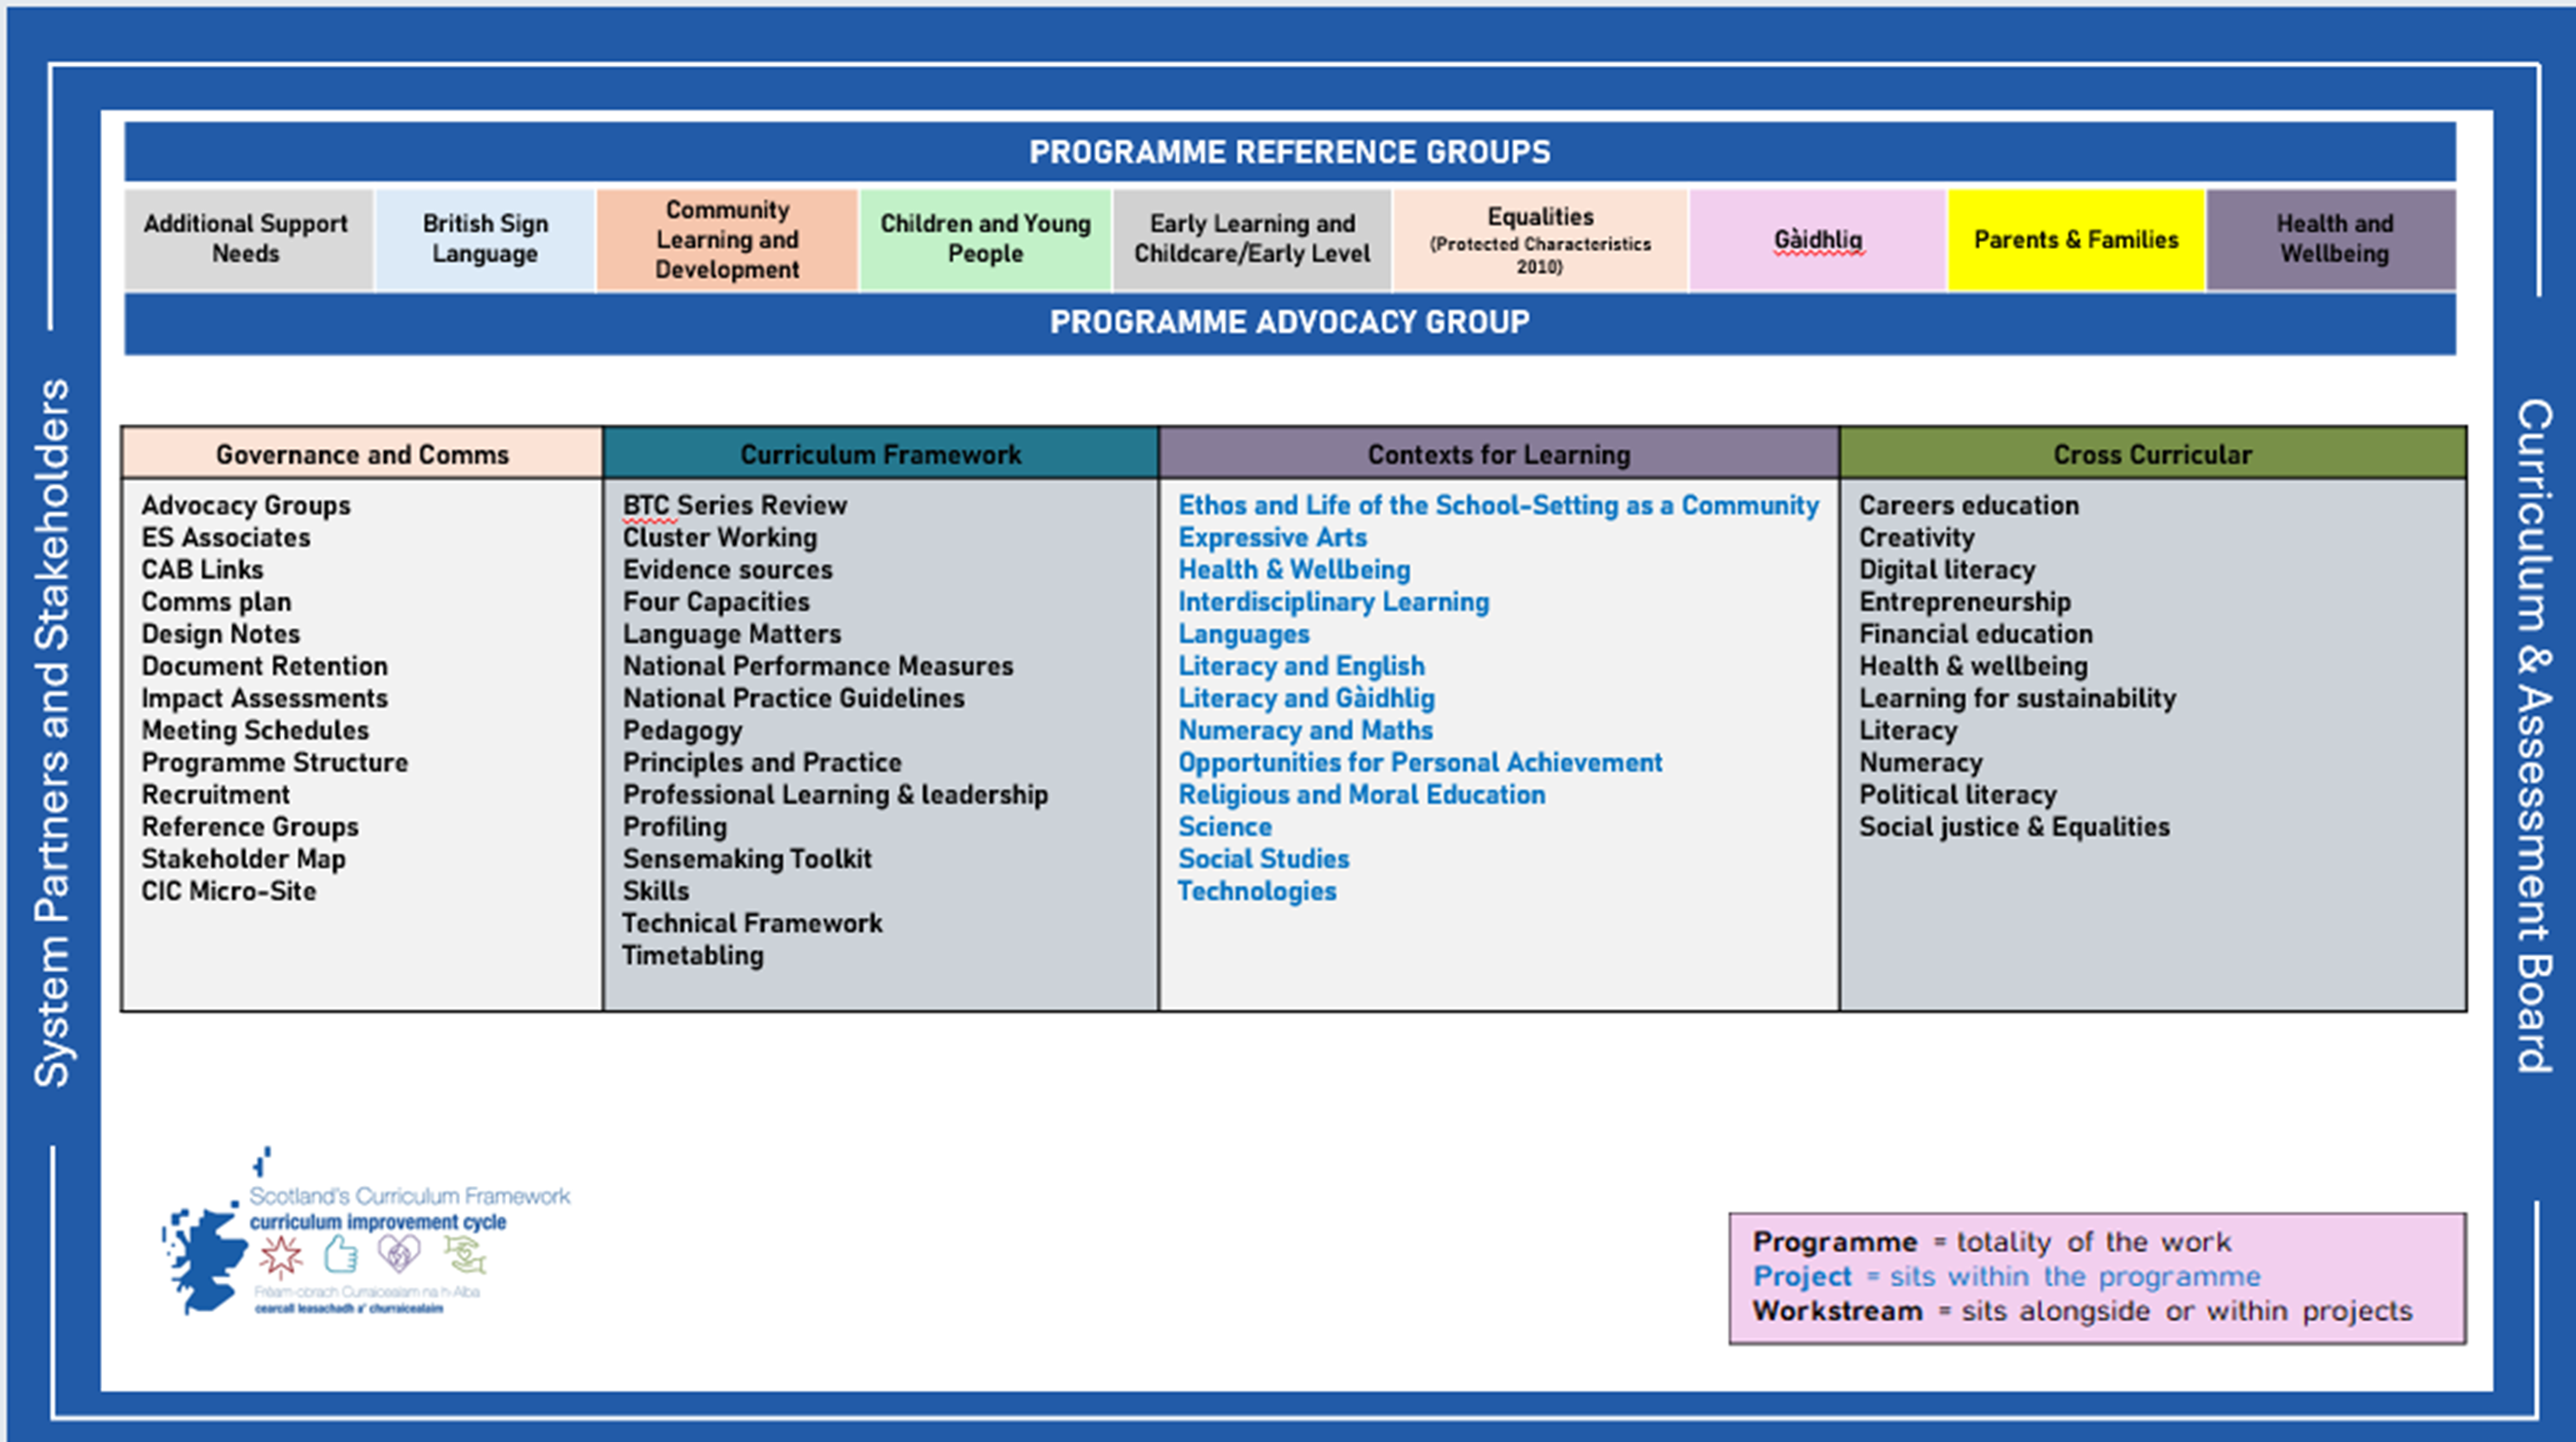 PROGRAMME REFERENCE GROUPS
Additional Support
Needs
British Sign
Language
Community
Learning and
Development
Children and Young
People
Early Learning and
Childcare/Early Level
Equalities
(Protected Characteristics
2010)
Gàidhlig
Parents & Families
Health and
Wellbeing
PROGRAMME ADVOCACY GROUP
System Partners and Stakeholders
Governance and Comms
Advocacy Groups
ES Associates
CAB Links
Comms plan
Design Notes
Document Retention
Impact Assessments
Meeting Schedules
Programme Structure
Recruitment
Reference Groups
Stakeholder Map
CIC Micro-Site
Curriculum Framework
BTC Series Review
Cluster Working
Evidence sources
Four Capacities
Language Matters
National Performance Measures
National Practice Guidelines
Pedagogy
Principles and Practice
Professional Learning & leadership
Profiling
Sensemaking Toolkit
Skills
Technical Framework
Timetabling
Contexts for Learning
Ethos and Life of the School-Setting as a Community
Expressive Arts
Health & Wellbeing
Interdisciplinary Learning
Languages
Literacy and English
Literacy and Gàidhlig
Numeracy and Maths
Opportunities for Personal Achievement
Religious and Moral Education
Science
Social Studies
Technologies
Cross Curricular
Careers education
Creativity
Digital literacy
Entrepreneurship
Financial education
Health & wellbeing
Learning for sustainability
Literacy
Numeracy
Political literacy
Social justice & Equalities
Curriculum & Assessment Board
Scotland's Curriculum Framework
curriculum improvement cycle
Frèam-obrach Curraicealam na h-Alba
cearcall leasachadh a' churraicealaim
Programme = totality of the work
Project = sits within the programme
Workstream = sits alongside or within projects